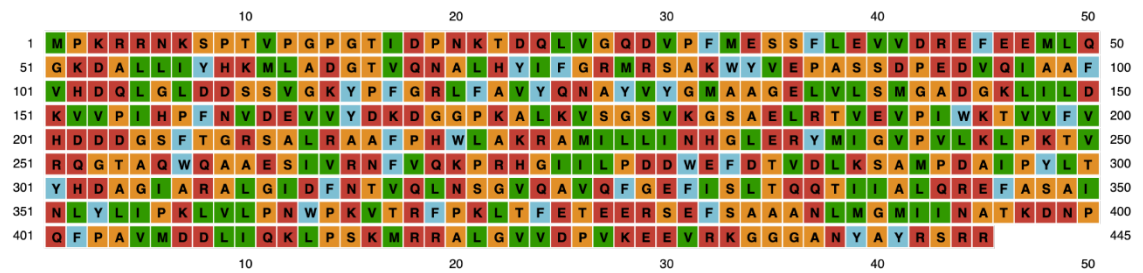 10 20 30 40 50
1 M P K R R N K S P T V P G P G T I D P N K T D Q L V G Q D V P F M E S S F L E V V D R E F E E M L Q 50
51 G K D A L L I Y H K M L A D G T V Q N A L H Y I F G R M R S A K W Y V E P A S S D P E D V Q I A A F 100
101 V H D Q L G L D D S S V G K Y P F G R L F A V Y Q N A Y V Y G M A A G E L V L S M G A D G K L I L D 150
151 K V V P I H P F N V D E V V Y D K D G G P K A L K V S G S V K G S A E L R T V E V P I W K T V V F V 200
201 H D D D G S F T G R S A L R A A F P H W L A K R A M I L L I N H G L E R Y M I G V P V L K L P K T V 250
251 R Q G T A Q W Q A A E S I V R N F V Q K P R H G I I L P D D W E F D T V D L K S A M P D A I P Y L T 300
301 Y H D A G I A R A L G I D F N T V Q L N S G V Q A V Q F G E F I S L T Q Q T I I A L Q R E F A S A I 350
351 N L Y L I P K L V L P N W P K V T R F P K L T F E T E E R S E F S A A A N L M G M I I N A T K D N P 400
401 Q F P A V M D D L I Q K L P S K M R R A L G V V D P V K E E V R K G G G A N Y A Y R S R R 445
10 20 30 40 50